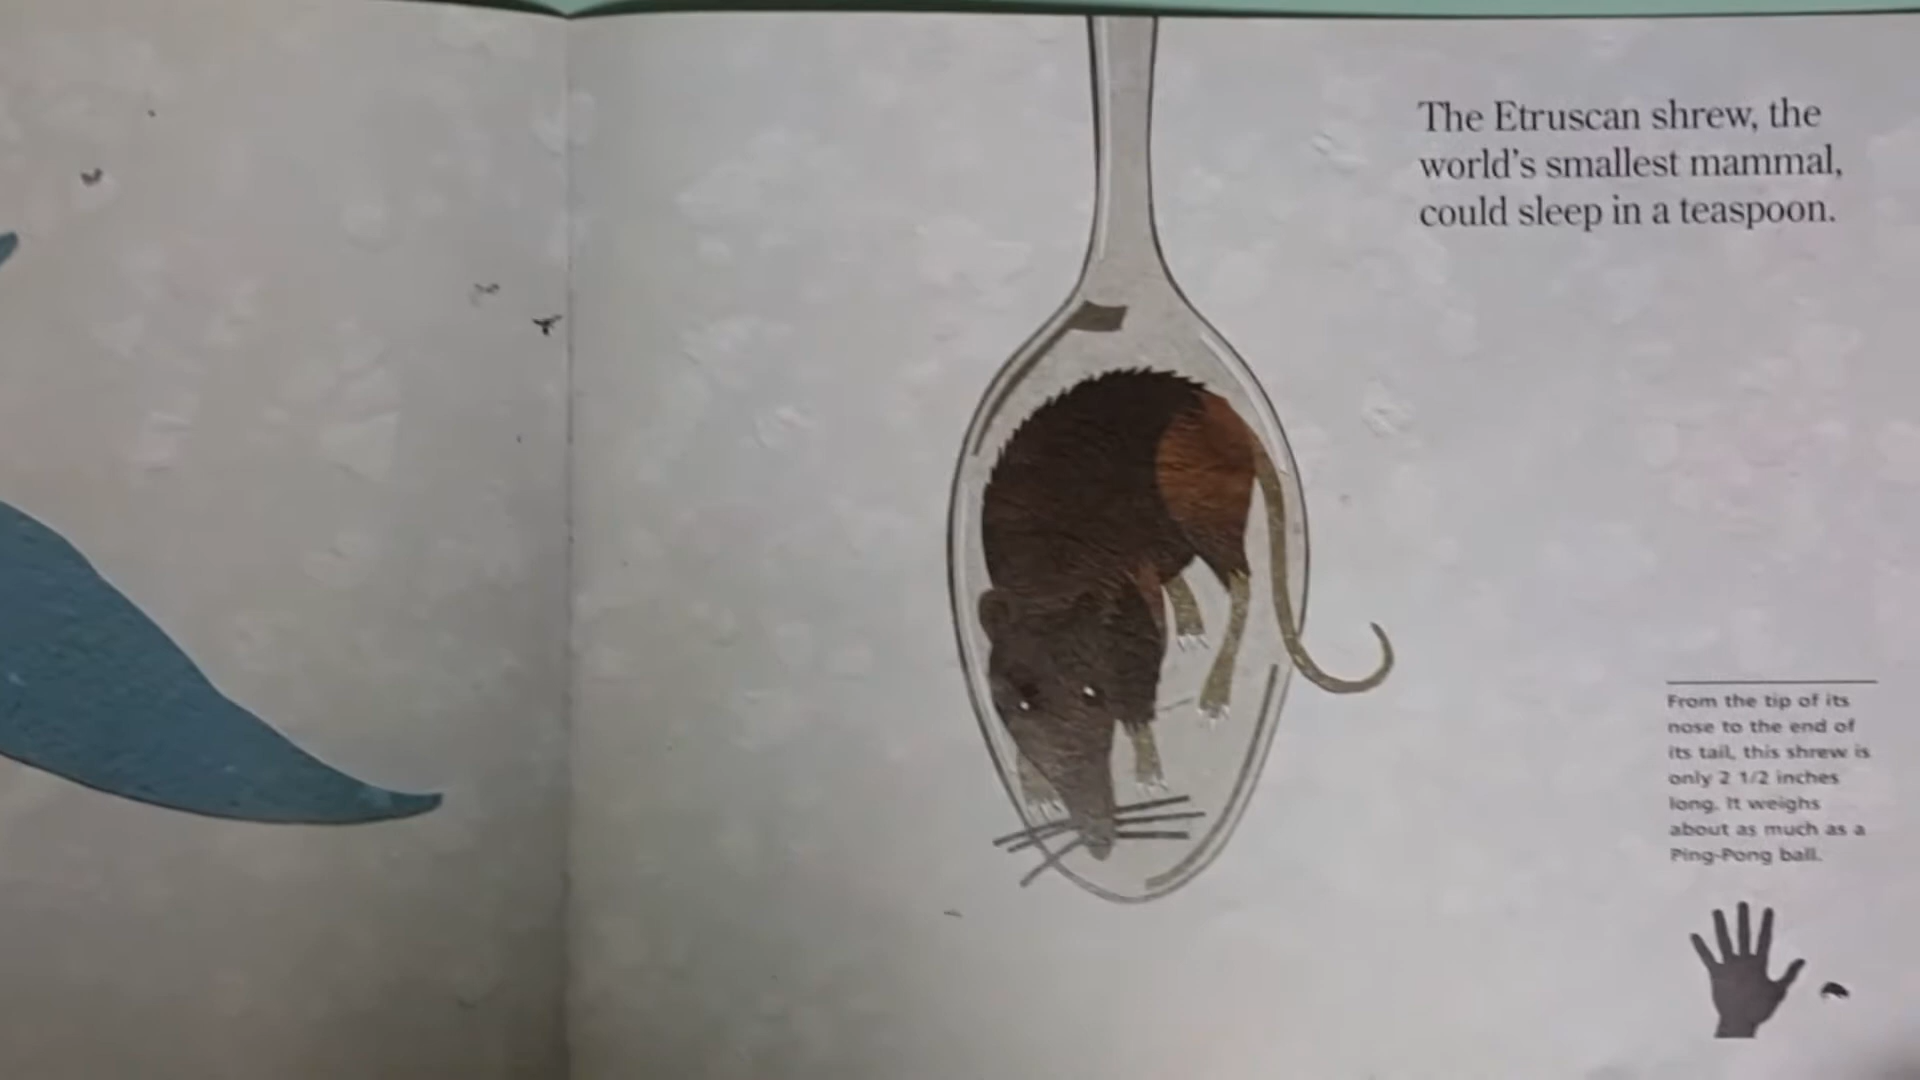 The Etruscan shrew, the
world’s smallest mammal,
could sleep in a teaspoon.
From the tip of its
nose to the end of
its tail, this shrew is
only 2 1/2 inches
long. It weighs
about as much as a
Ping-Pong ball.